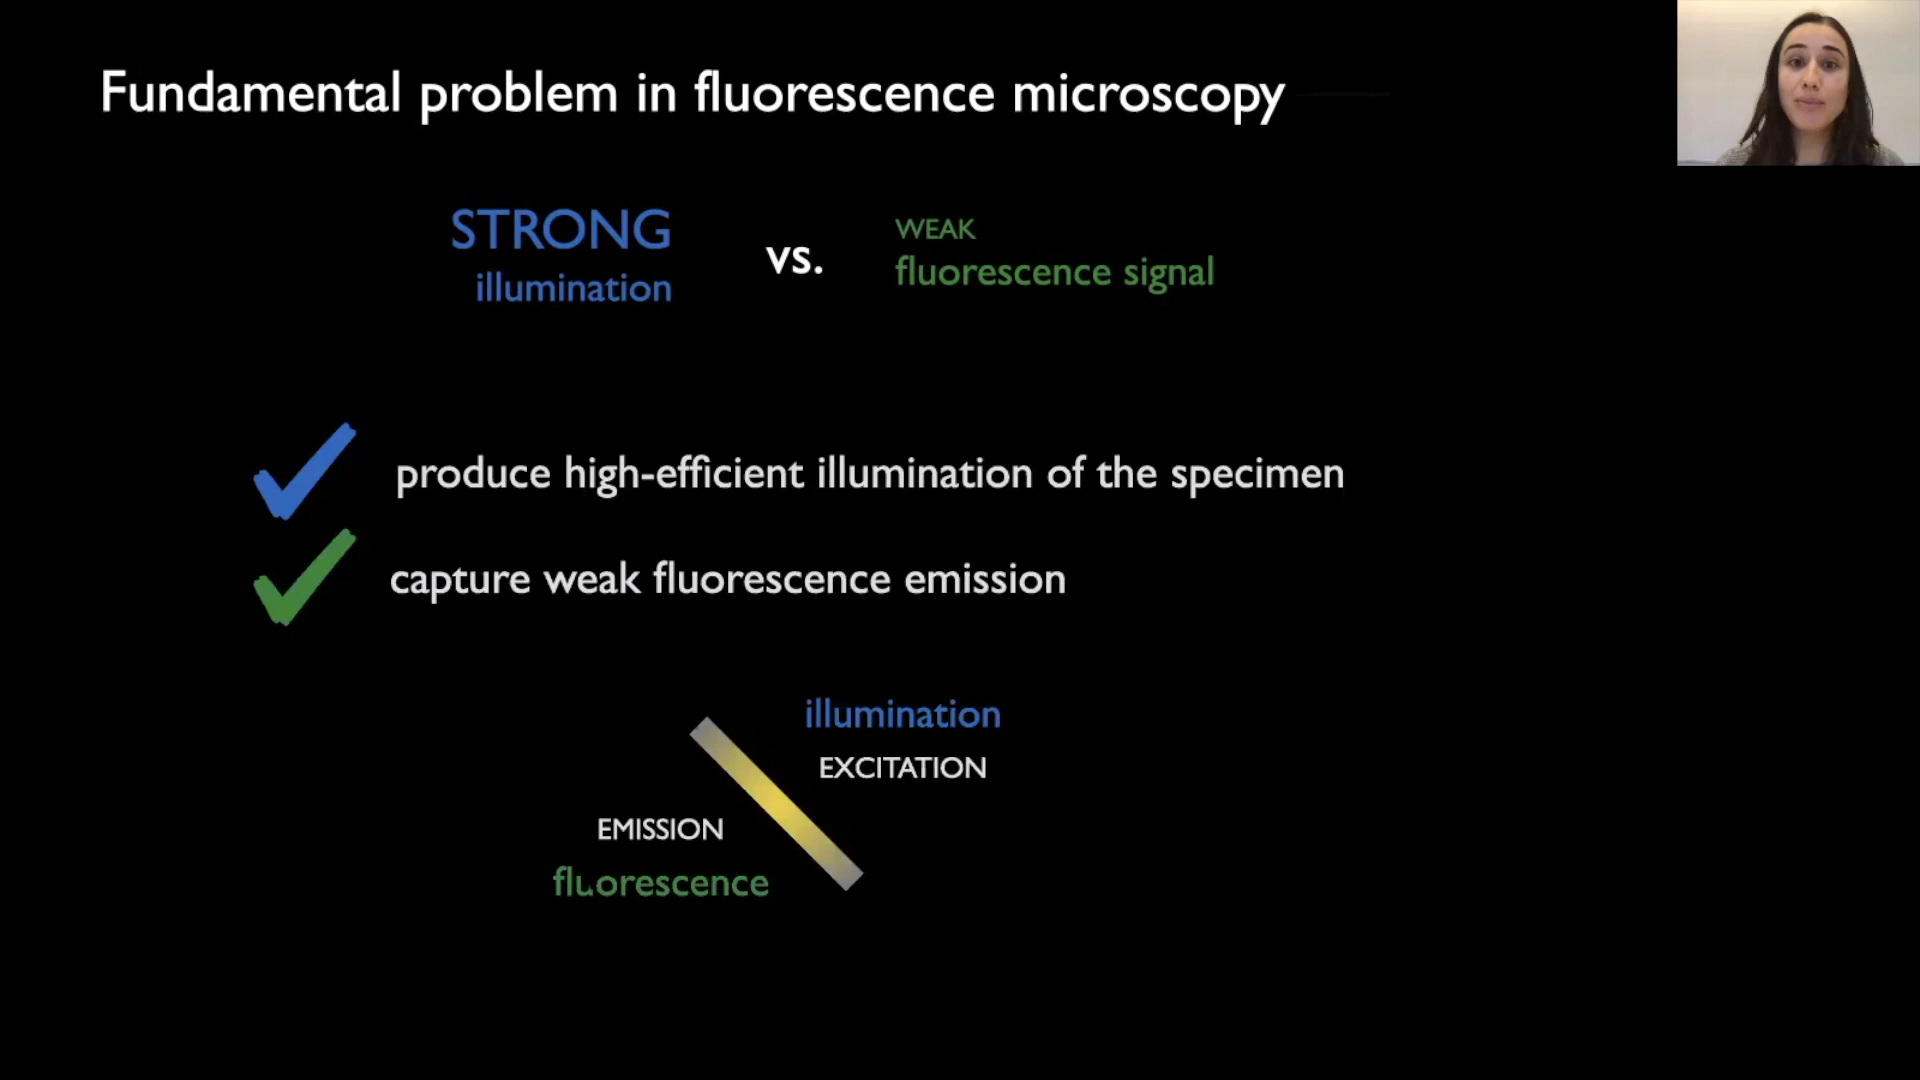 Fundamental problem in fluorescence microscopy
STRONG
illumination
vs.
WEAK
fluorescence signal
produce high-efficient illumination of the specimen
capture weak fluorescence emission
illumination
EXCITATION
EMISSION
fluorescence